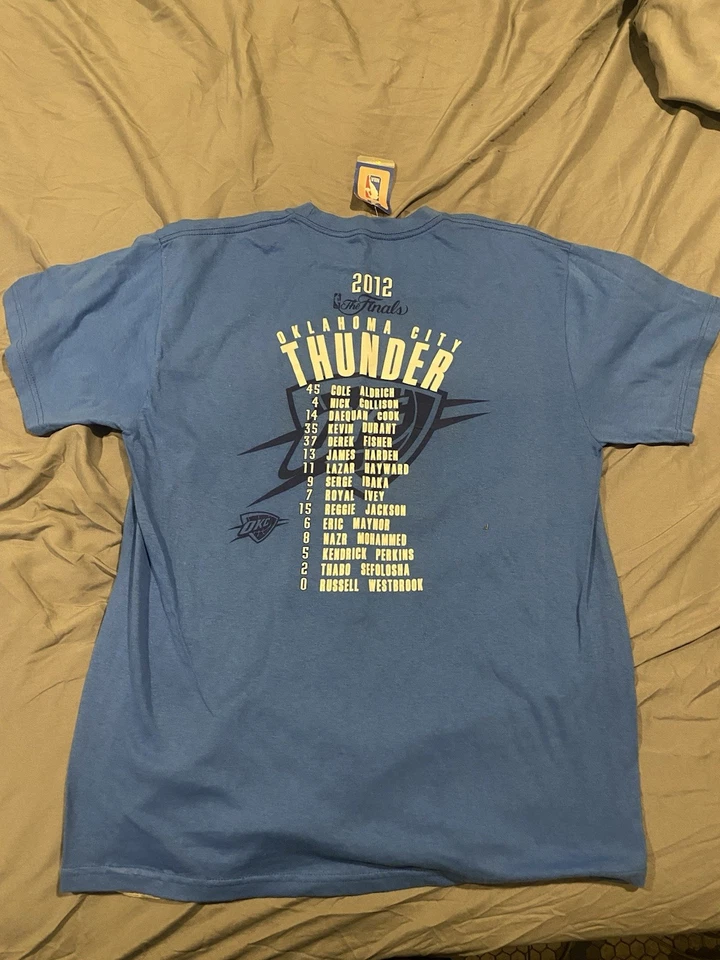 2012
The Finals
OKLAHOMA CITY
THUNDER
45 COLE ALDRICH
4 NICK COLLISON
14 DAEQUAN COOK
35 KEVIN DURANT
37 DEREK FISHER
13 JAMES HARDEN
11 LAZAR HAYWARD
9 SERGE IBAKA
7 ROYAL IVEY
15 REGGIE JACKSON
6 ERIC MAYNOR
8 NAZR MOHAMMED
5 KENDRICK PERKINS
2 THABO SEFOLOSHA
0 RUSSELL WESTBROOK
OKC